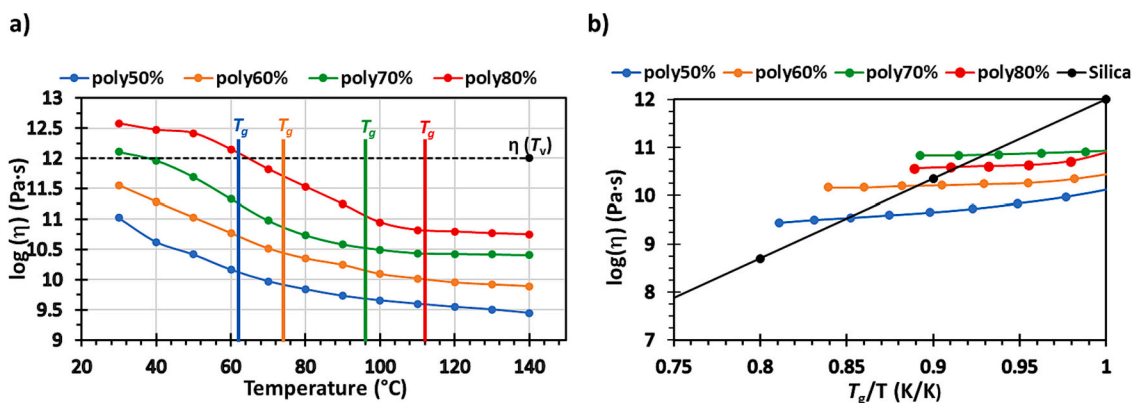 a)
poly50% poly60% poly70% poly80%
13
12.5
12
11.5
11
10.5
10
9.5
9
log(η) (Pa·s)
Tg Tg Tg Tg
η (Tv)
20 40 60 80 100 120 140
Temperature (°C)
b)
poly50% poly60% poly70% poly80% Silica
12
11
10
9
8
7
log(η) (Pa·s)
0.75 0.8 0.85 0.9 0.95 1
Tg/T (K/K)